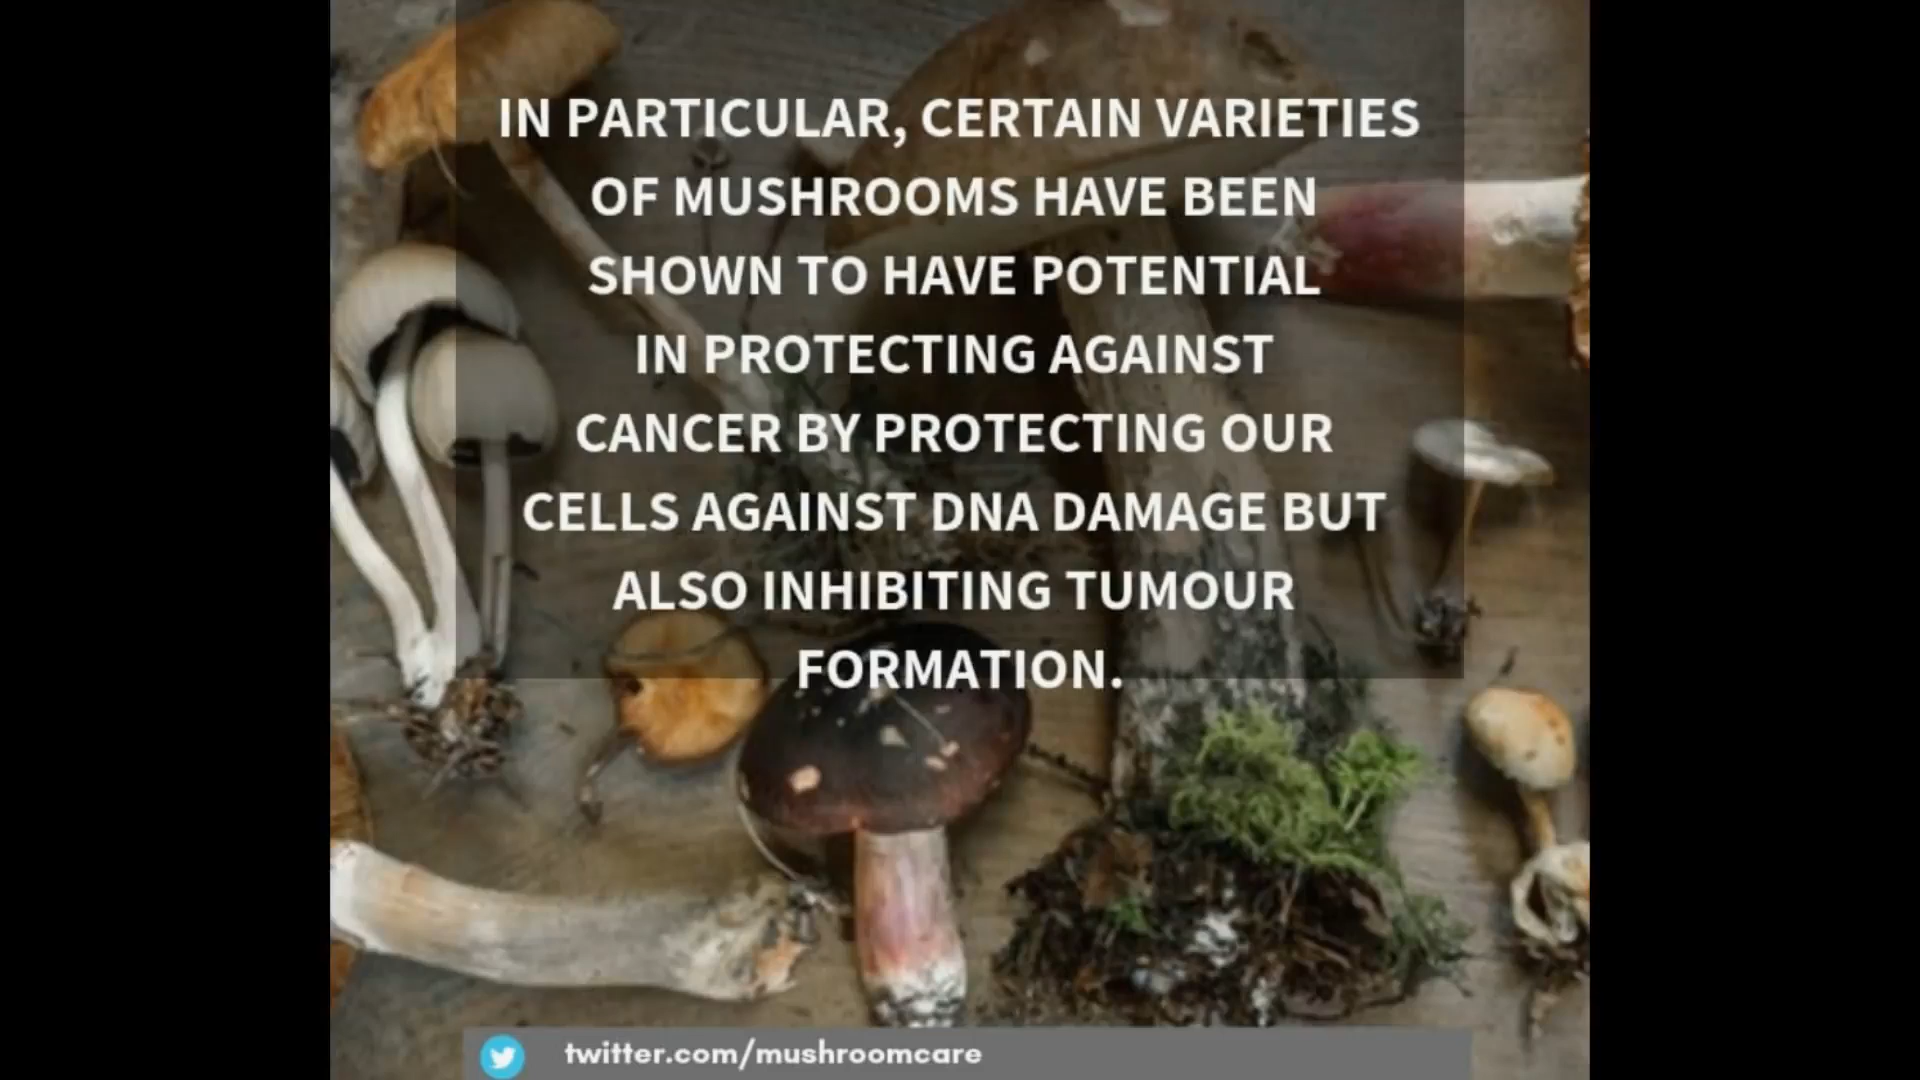 IN PARTICULAR, CERTAIN VARIETIES
OF MUSHROOMS HAVE BEEN
SHOWN TO HAVE POTENTIAL
IN PROTECTING AGAINST
CANCER BY PROTECTING OUR
CELLS AGAINST DNA DAMAGE BUT
ALSO INHIBITING TUMOUR
FORMATION.
twitter.com/mushroomcare